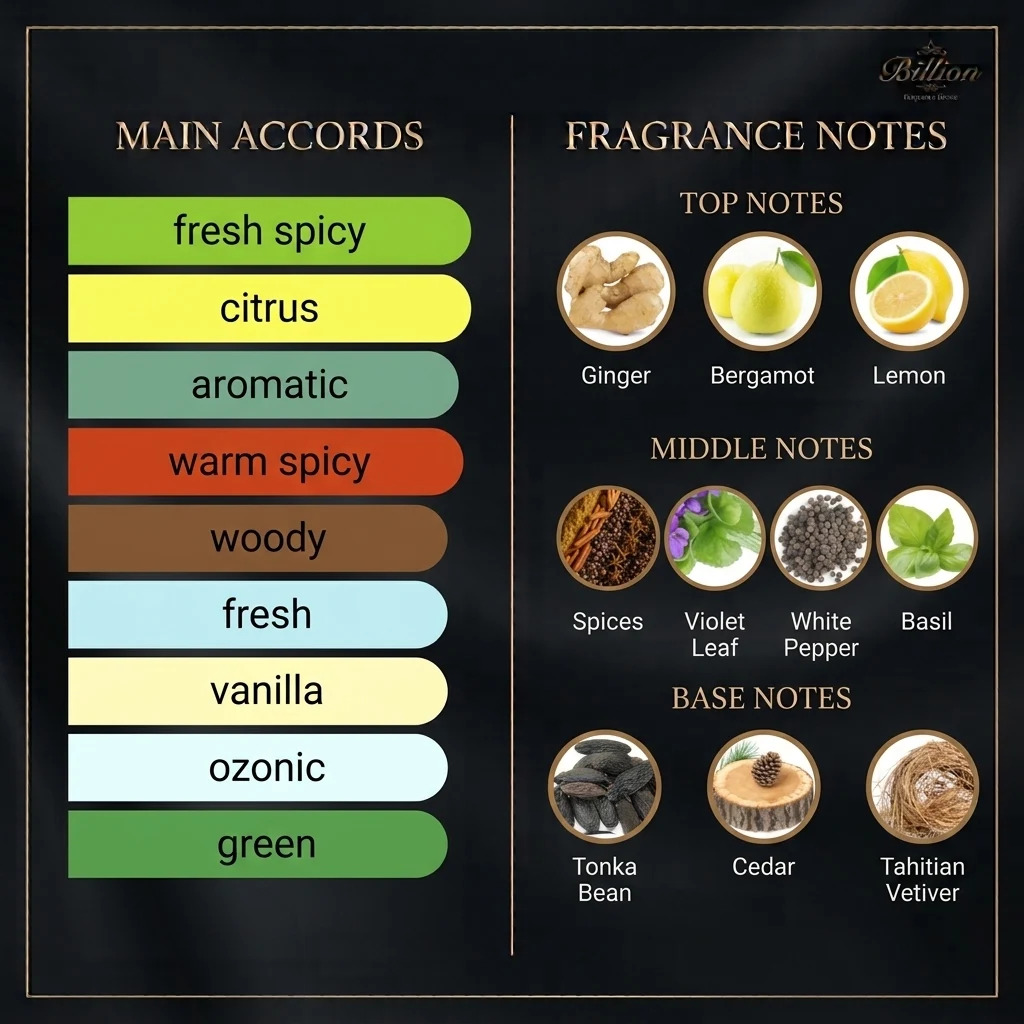 Billion
MAIN ACCORDS
fresh spicy
citrus
aromatic
warm spicy
woody
fresh
vanilla
ozonic
green
FRAGRANCE NOTES
TOP NOTES
Ginger
Bergamot
Lemon
MIDDLE NOTES
Spices
Violet
Leaf
White
Pepper
Basil
BASE NOTES
Tonka
Bean
Cedar
Tahitian
Vetiver